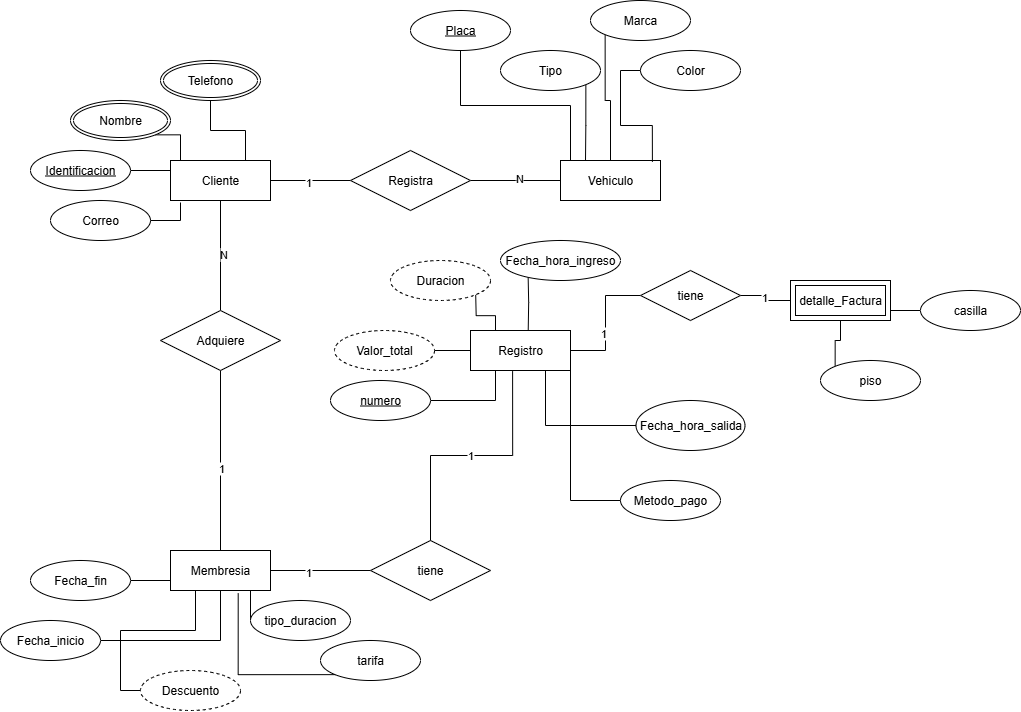 Marca
Placa
Tipo
Color
Telefono
Nombre
Identificacion
Cliente
1
Registra
N
Vehiculo
Correo
N
Fecha_hora_ingreso
Duracion
tiene
1
detalle_Factura
casilla
1
Adquiere
Valor_total
Registro
piso
numero
Fecha_hora_salida
1
1
Metodo_pago
Membresia
1
tiene
Fecha_fin
tipo_duracion
Fecha_inicio
tarifa
Descuento